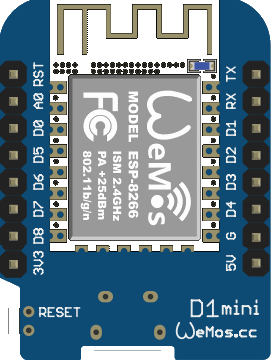 RST
A0
D0
D5
D6
D7
D8
3V3
TX
RX
D1
D2
D3
D4
G
5V
WeMos
MODEL ESP-8266
FC
ISM 2.4GHz
PA +25dBm
802.11b/g/n
RESET
D1mini
WeMos.cc